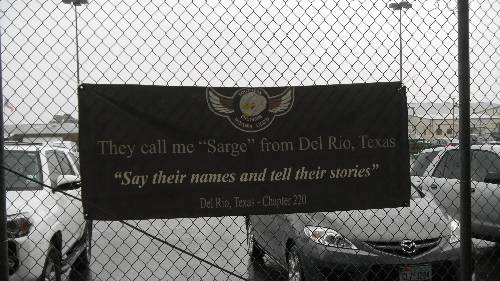 They call me “Sarge” from Del Rio, Texas
“Say their names and tell their stories”
Del Rio, Texas - Chapter 220